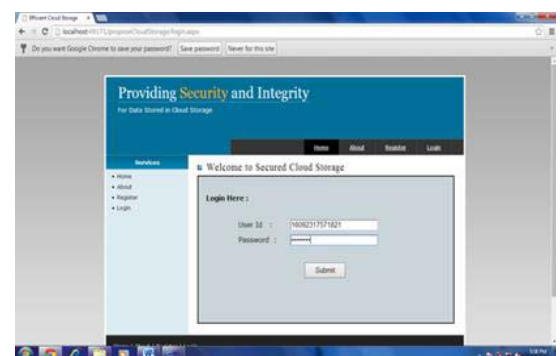 Efficient Cloud Storage
Do you want Google Chrome to save your password? Save password Never for this site
Providing Security and Integrity
For Data Stored in Cloud Storage
Home About Register Login
Services
Home
About
Register
Login
Welcome to Secured Cloud Storage
Login Here :
User Id : 16092317571821
Password :
Submit